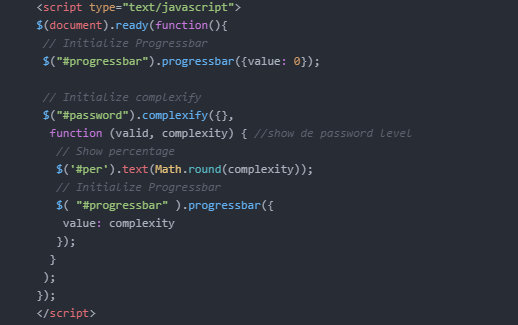 <script type="text/javascript">
$(document).ready(function(){
// Initialize Progressbar
$("#progressbar").progressbar({value: 0});
// Initialize complexify
$("#password").complexify({},
function (valid, complexity) { //show de password level
// Show percentage
$('#per').text(Math.round(complexity));
// Initialize Progressbar
$( "#progressbar" ).progressbar({
value: complexity
});
}
);
});
</script>